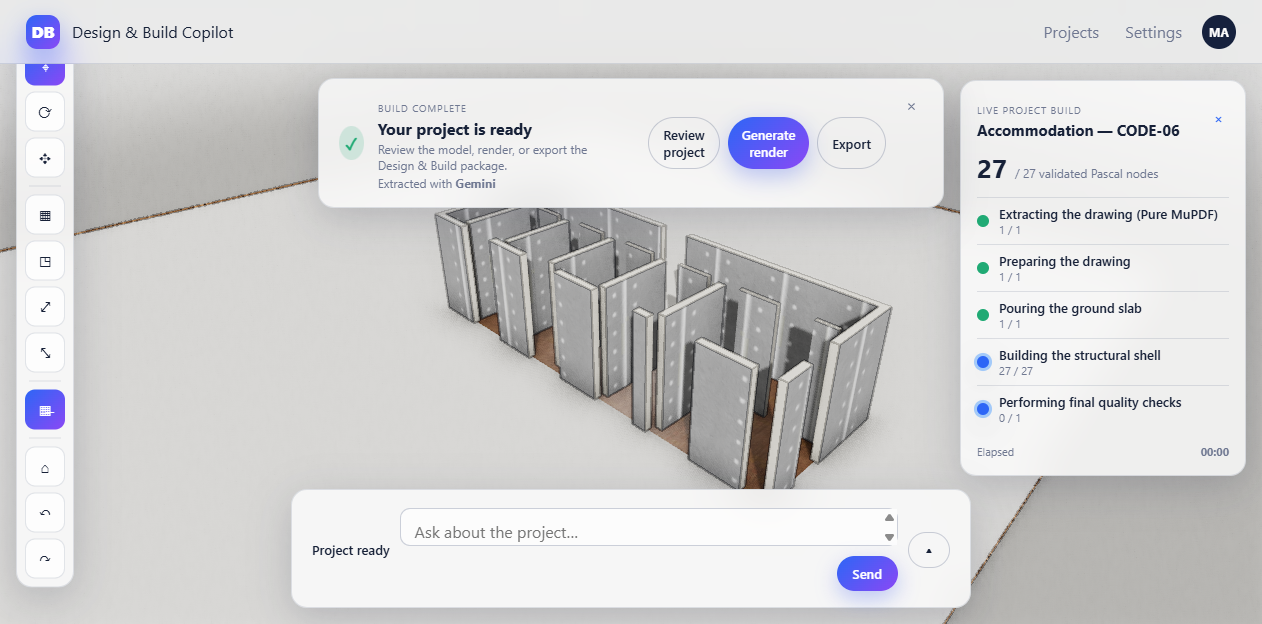 DB
Design & Build Copilot
Projects
Settings
MA
BUILD COMPLETE
Your project is ready
Review the model, render, or export the
Design & Build package.
Extracted with Gemini
Review
project
Generate
render
Export
LIVE PROJECT BUILD
Accommodation — CODE-06
27 / 27 validated Pascal nodes
Extracting the drawing (Pure MuPDF)
1 / 1
Preparing the drawing
1 / 1
Pouring the ground slab
1 / 1
Building the structural shell
27 / 27
Performing final quality checks
0 / 1
Elapsed 00:00
Project ready
Ask about the project...
Send